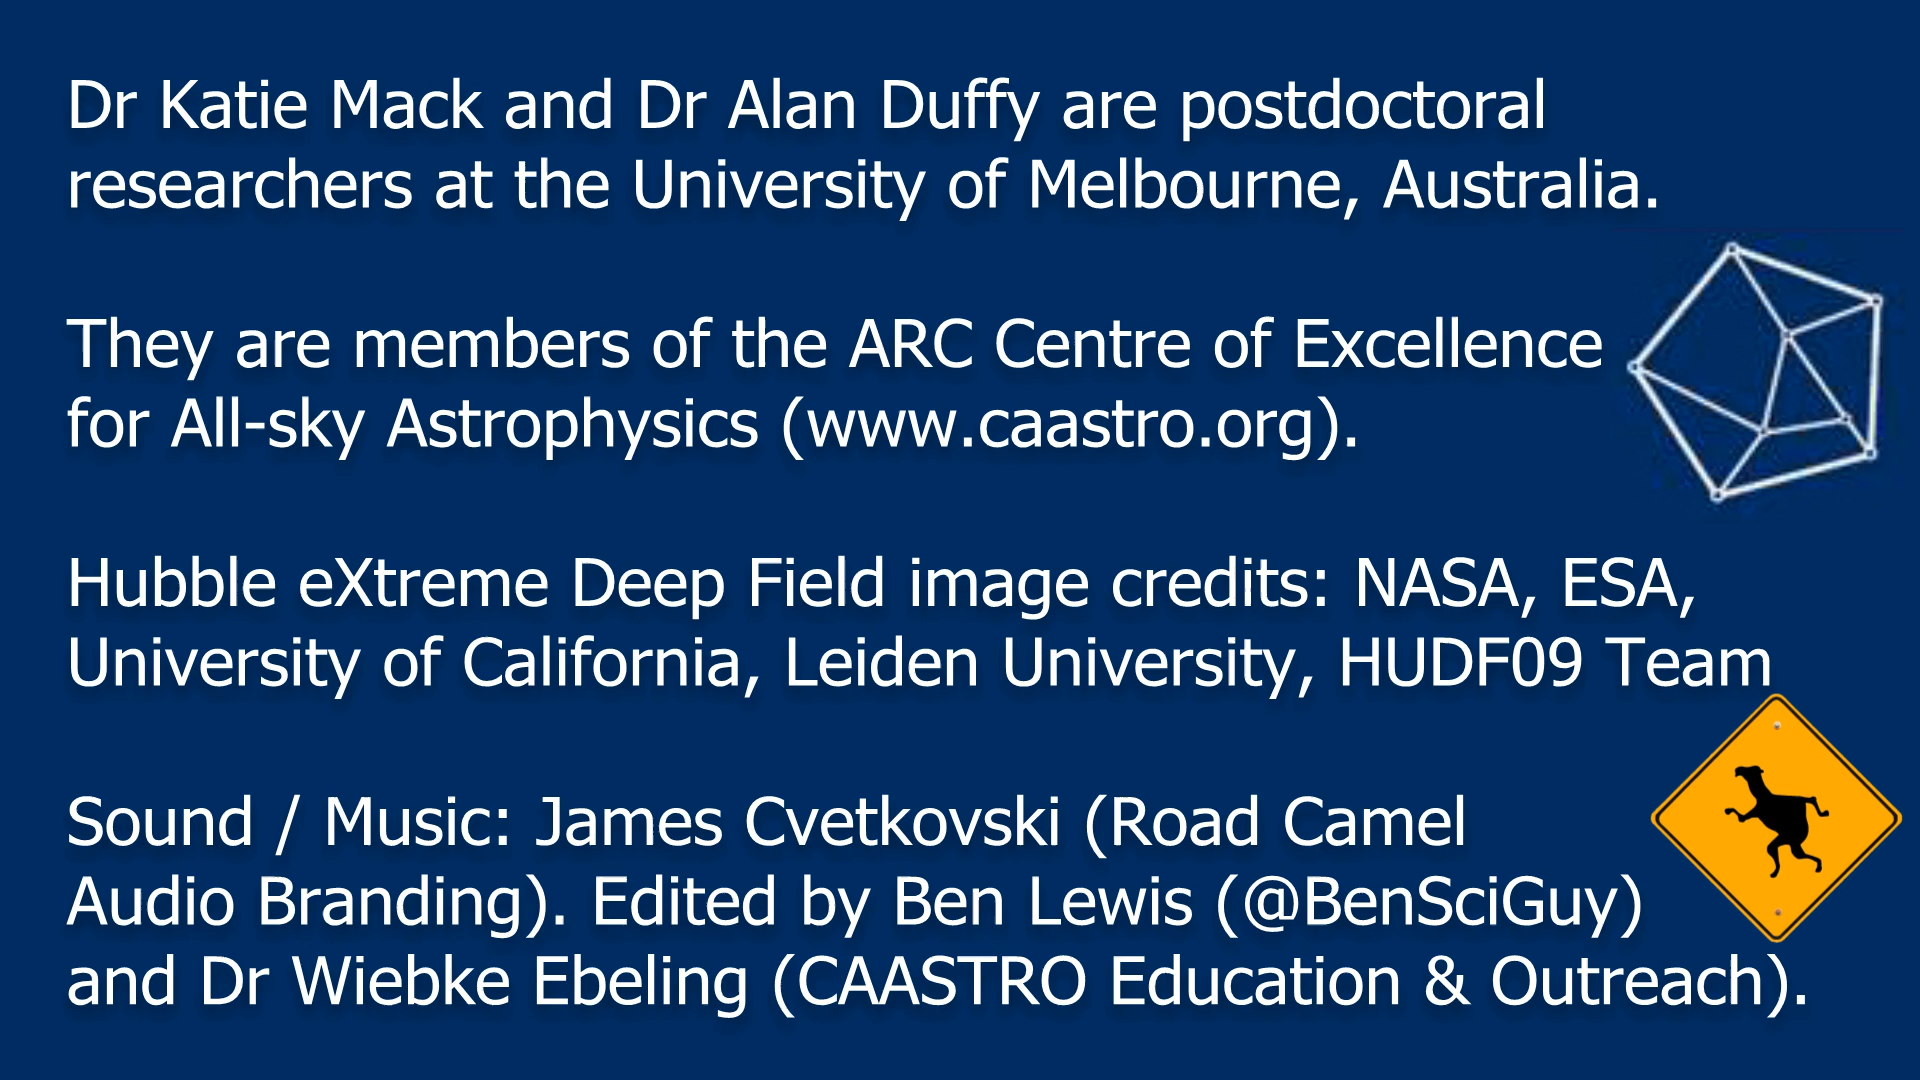 Dr Katie Mack and Dr Alan Duffy are postdoctoral
researchers at the University of Melbourne, Australia.
They are members of the ARC Centre of Excellence
for All-sky Astrophysics (www.caastro.org).
Hubble eXtreme Deep Field image credits: NASA, ESA,
University of California, Leiden University, HUDF09 Team
Sound / Music: James Cvetkovski (Road Camel
Audio Branding). Edited by Ben Lewis (@BenSciGuy)
and Dr Wiebke Ebeling (CAASTRO Education & Outreach).